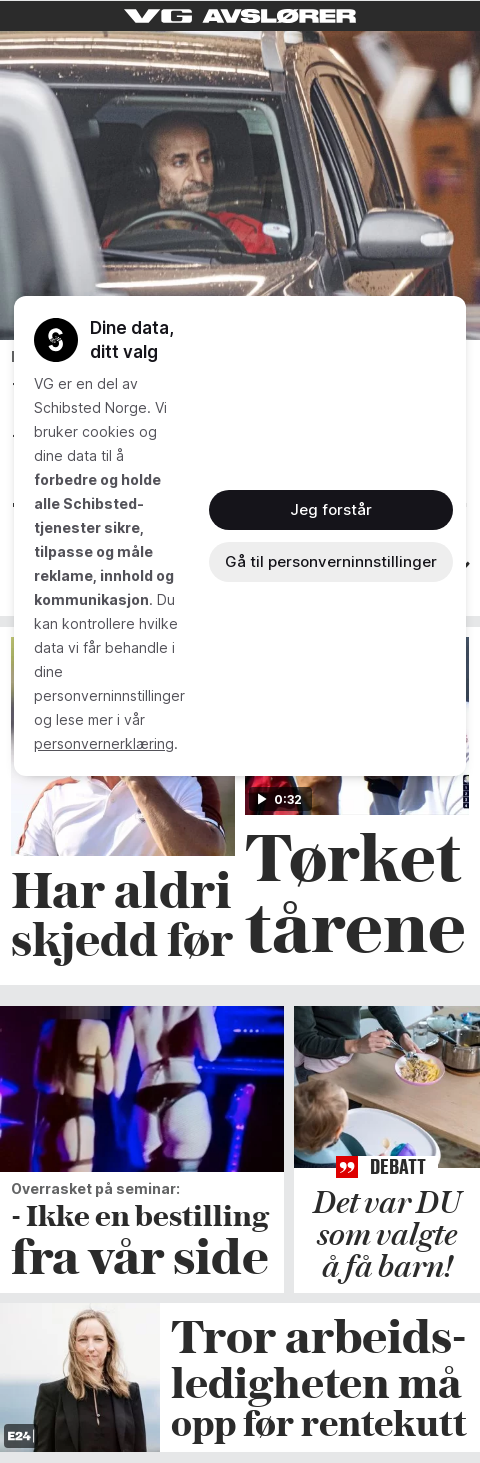 VG AVSLØRER
Dine data,
ditt valg
VG er en del av
Schibsted Norge. Vi
bruker cookies og
dine data til å
forbedre og holde
alle Schibsted-
tjenester sikre,
tilpasse og måle
reklame, innhold og
kommunikasjon. Du
kan kontrollere hvilke
data vi får behandle i
dine
personverninnstillinger
og lese mer i vår
personvernerklæring.
Jeg forstår
Gå til personverninnstillinger
0:32
Har aldri
skjedd før
Tørket
tårene
Overrasket på seminar:
- Ikke en bestilling
fra vår side
DEBATT
Det var DU
som valgte
å få barn!
E24
Tror arbeids-
ledigheten må
opp før rentekutt